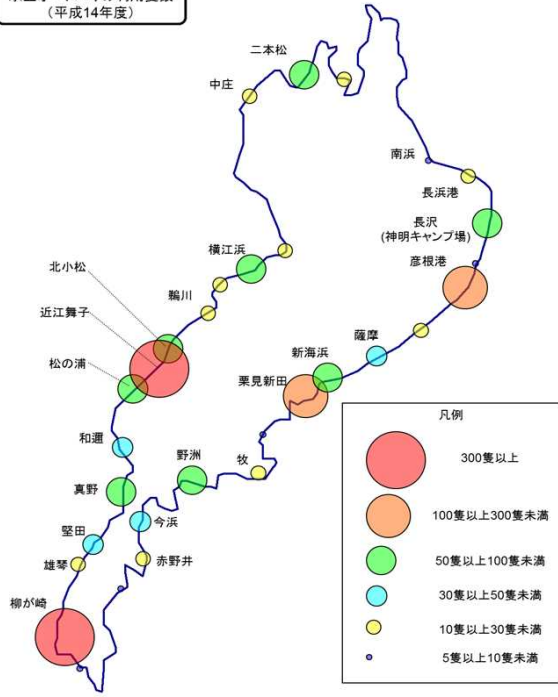 (平成14年度)
二本松
中庄
南浜
長浜港
長沢
(神明キャンプ場)
彦根港
横江浜
北小松
鵜川
近江舞子
薩摩
新海浜
松の浦
栗見新田
和邇
野洲
牧
真野
今浜
堅田
雄琴
赤野井
柳が崎
凡例
300隻以上
100隻以上300隻未満
50隻以上100隻未満
30隻以上50隻未満
10隻以上30隻未満
5隻以上10隻未満